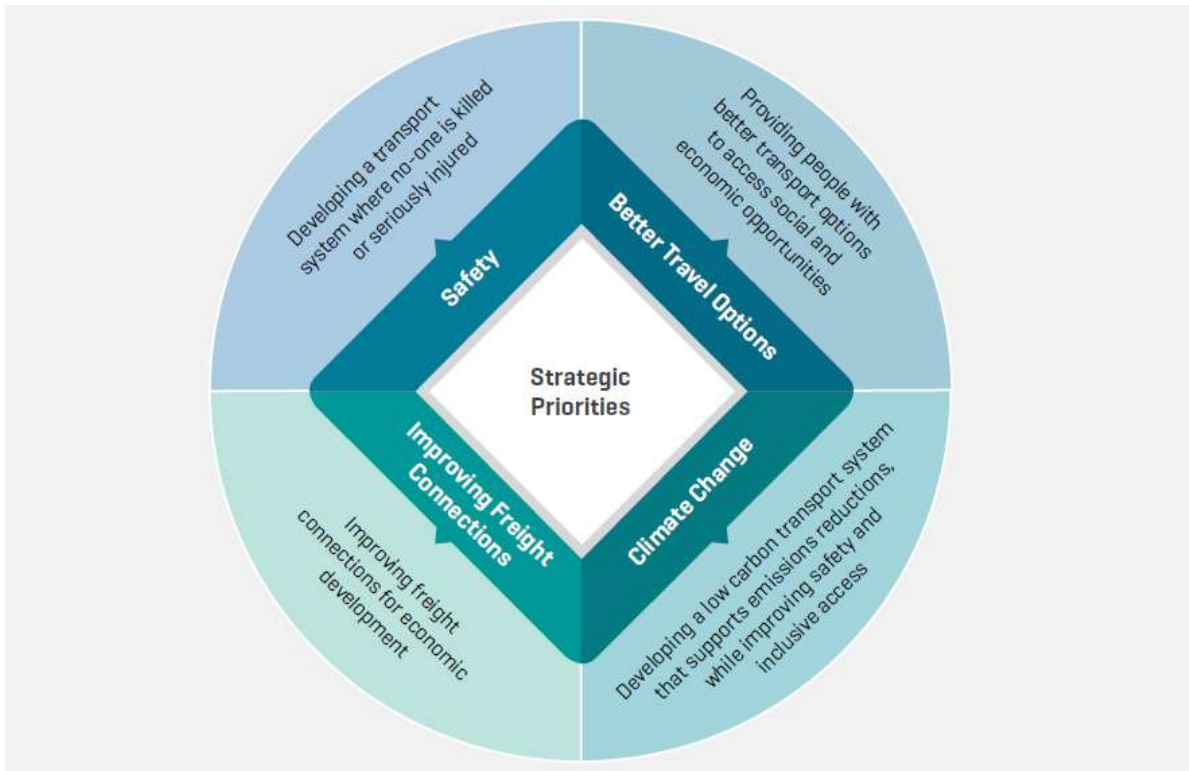 Developing a transport
system where no-one is killed
or seriously injured
Safety
Providing people with
better transport options
to access social and
economic opportunities
Better Travel Options
Strategic
Priorities
Improving Freight
Connections
Improving freight
connections for economic
development
Climate Change
Developing a low carbon transport system
that supports emissions reductions,
while improving safety and
inclusive access